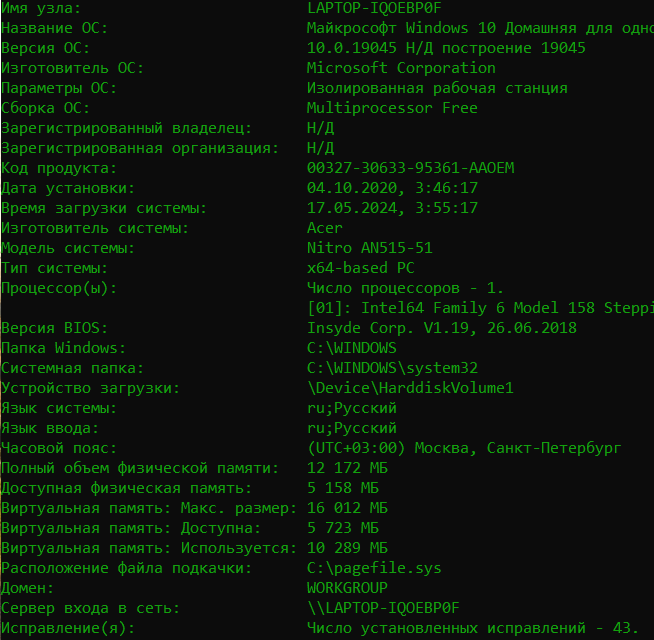 Имя узла: LAPTOP-IQOEBP0F
Название ОС: Майкрософт Windows 10 Домашняя для
Версия ОС: 10.0.19045 Н/Д построение 19045
Изготовитель ОС: Microsoft Corporation
Параметры ОС: Изолированная рабочая станция
Сборка ОС: Multiprocessor Free
Зарегистрированный владелец: Н/Д
Зарегистрированная организация: Н/Д
Код продукта: 00327-30633-95361-AAOEM
Дата установки: 04.10.2020, 3:46:17
Время загрузки системы: 17.05.2024, 3:55:17
Изготовитель системы: Acer
Модель системы: Nitro AN515-51
Тип системы: x64-based PC
Процессор(ы): Число процессоров - 1.
[01]: Intel64 Family 6 Model 158
Версия BIOS: Insyde Corp. V1.19, 26.06.2018
Папка Windows: C:\WINDOWS
Системная папка: C:\WINDOWS\system32
Устройство загрузки: \Device\HarddiskVolume1
Язык системы: ru;Русский
Язык ввода: ru;Русский
Часовой пояс: (UTC+03:00) Москва, Санкт-Петербург
Полный объем физической памяти: 12 172 МБ
Доступная физическая память: 5 158 МБ
Виртуальная память: Макс. размер: 16 012 МБ
Виртуальная память: Доступна: 5 723 МБ
Виртуальная память: Используется: 10 289 МБ
Расположение файла подкачки: C:\pagefile.sys
Домен: WORKGROUP
Сервер входа в сеть: \\LAPTOP-IQOEBP0F
Исправление(я): Число установленных исправлений - 43.